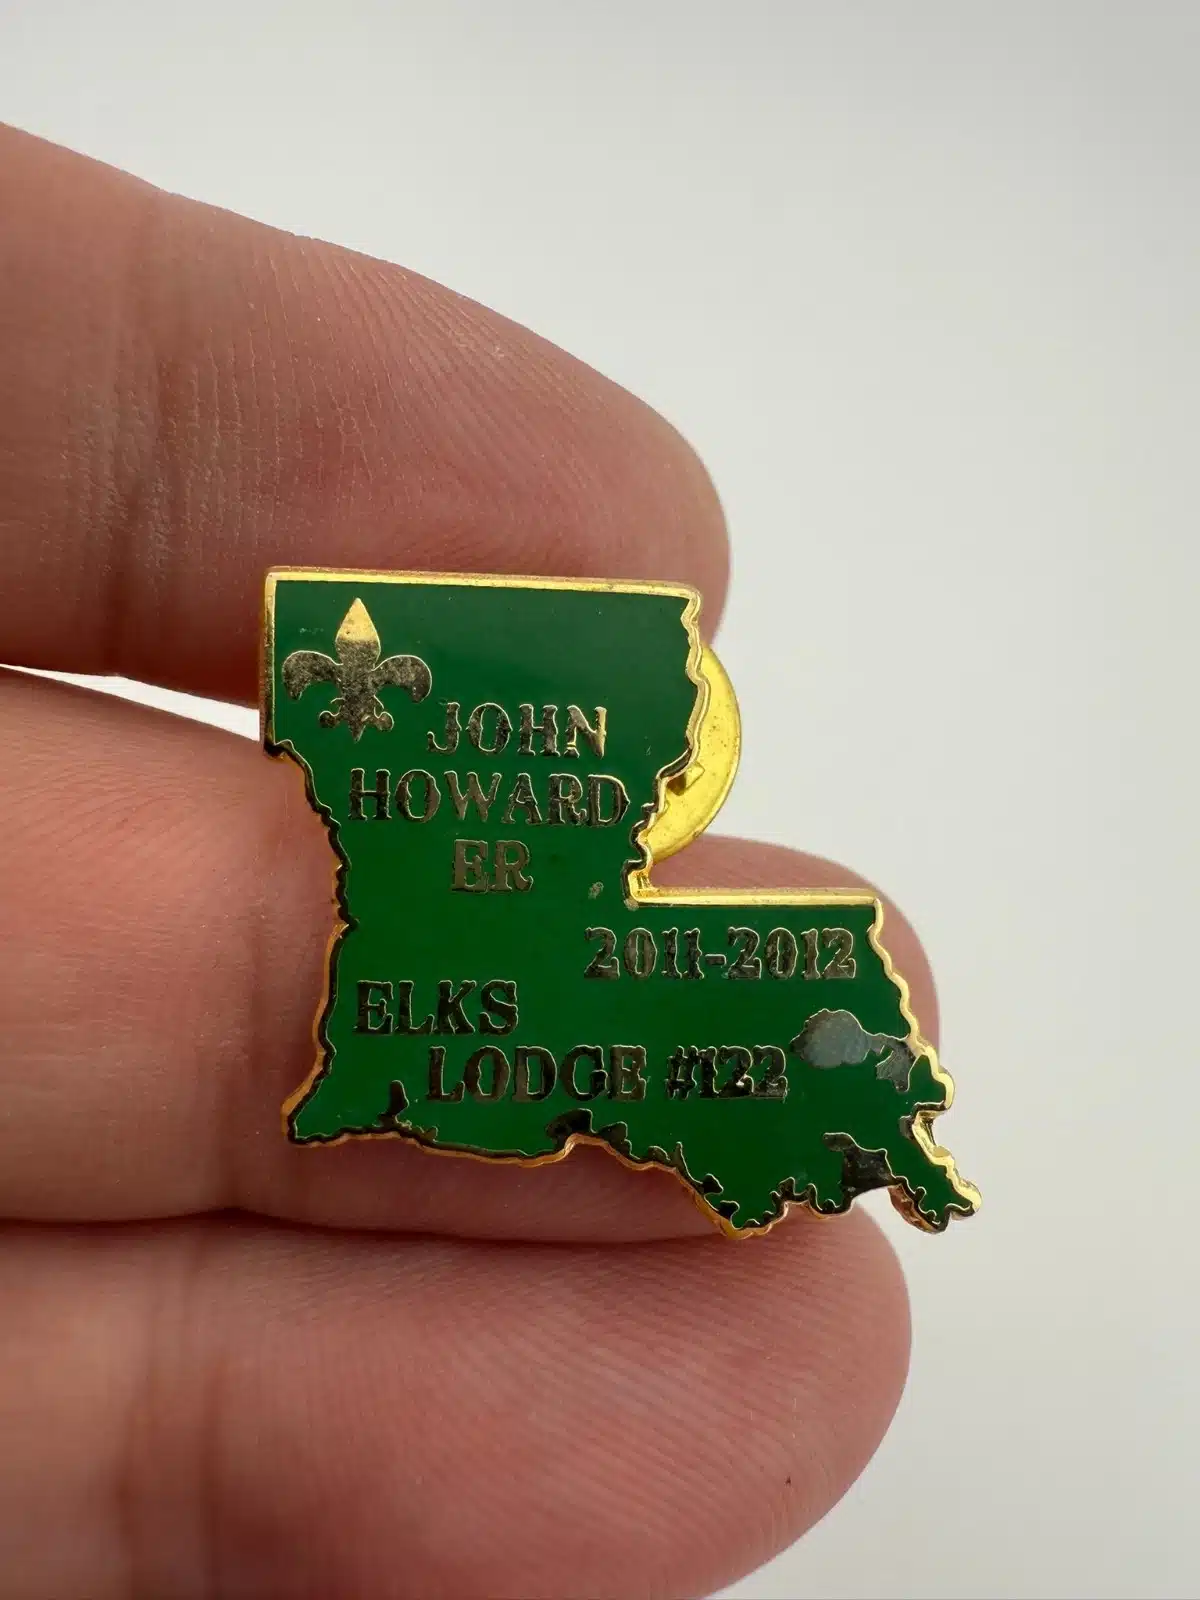 JOHN
HOWARD
ER
2011-2012
ELKS
LODGE #122